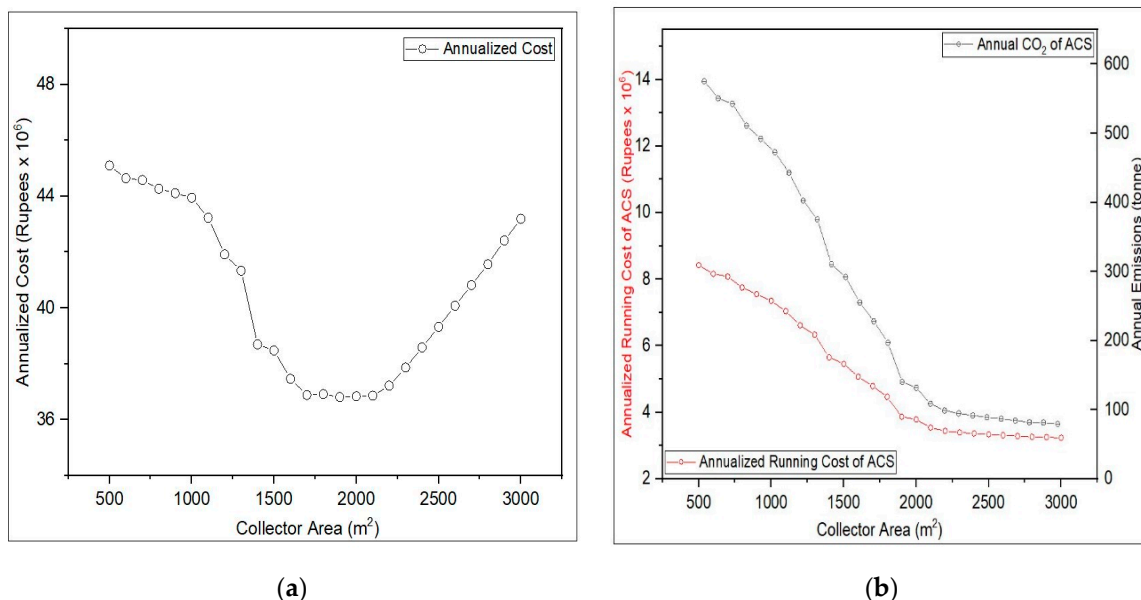 Annualized Cost
Annualized Cost (Rupees x 10⁶)
48
44
40
36
500 1000 1500 2000 2500 3000
Collector Area (m²)
(a)
Annual CO₂ of ACS
Annualized Running Cost of ACS (Rupees x 10⁶)
14
12
10
8
6
4
2
Annualized Running Cost of ACS
500 1000 1500 2000 2500 3000
Collector Area (m²)
600
500
400
300
200
100
0
Annual Emissions (tonne)
(b)